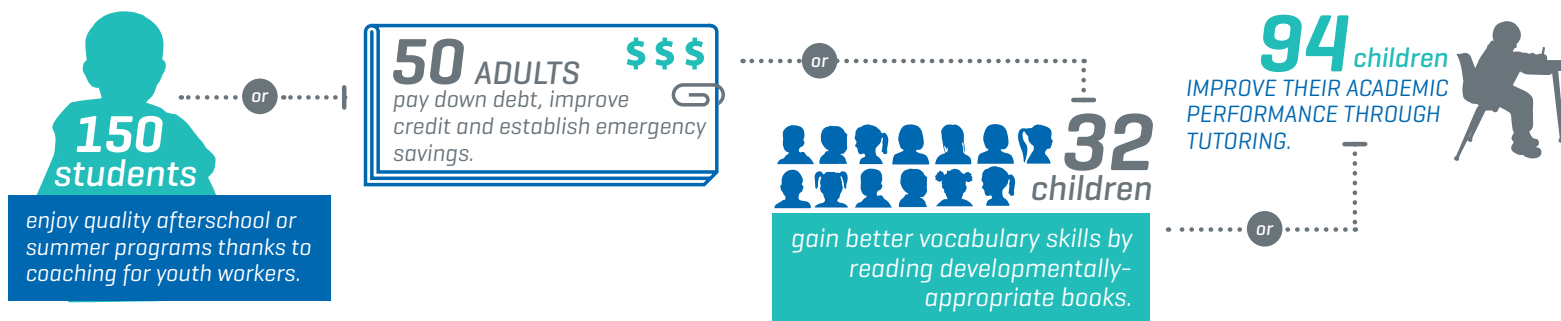 150
students
enjoy quality afterschool or
summer programs thanks to
coaching for youth workers.
or
50 ADULTS
$ $ $
pay down debt, improve
credit and establish emergency
savings.
or
32
children
gain better vocabulary skills by
reading developmentally-
appropriate books.
or
94 children
IMPROVE THEIR ACADEMIC
PERFORMANCE THROUGH
TUTORING.